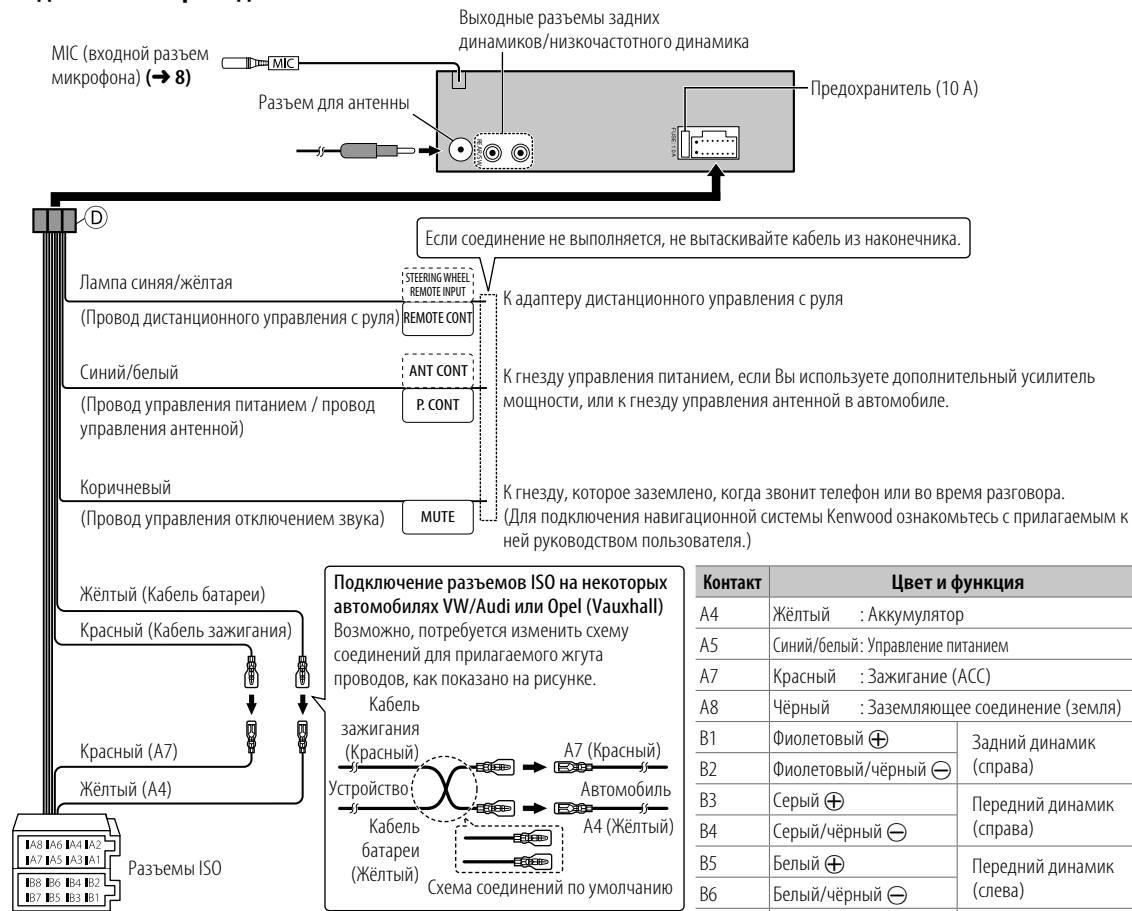 Выходные разъемы задних
динамиков/низкочастотного динамика
MIC (входной разъем
микрофона) (➜ 8)
MIC
Предохранитель (10 A)
Разъем для антенны
REAR/SW
FUSE:10A
D
Если соединение не выполняется, не вытаскивайте кабель из наконечника.
Лампа синяя/жёлтая
(Провод дистанционного управления с руля)
STEERING WHEEL
REMOTE INPUT
REMOTE CONT
К адаптеру дистанционного управления с руля
Синий/белый
(Провод управления питанием / провод
управления антенной)
ANT CONT
P. CONT
К гнезду управления питанием, если Вы используете дополнительный усилитель
мощности, или к гнезду управления антенной в автомобиле.
Коричневый
(Провод управления отключением звука)
MUTE
К гнезду, которое заземлено, когда звонит телефон или во время разговора.
(Для подключения навигационной системы Kenwood ознакомьтесь с прилагаемым к
ней руководством пользователя.)
Жёлтый (Кабель батареи)
Красный (Кабель зажигания)
Красный (A7)
Жёлтый (A4)
A8 A6 A4 A2
A7 A5 A3 A1
B8 B6 B4 B2
B7 B5 B3 B1
Разъемы ISO
Подключение разъемов ISO на некоторых
автомобилях VW/Audi или Opel (Vauxhall)
Возможно, потребуется изменить схему
соединений для прилагаемого жгута
проводов, как показано на рисунке.
Кабель
зажигания
(Красный)
A7 (Красный)
Устройство
Автомобиль
Кабель
батареи
(Жёлтый)
A4 (Жёлтый)
Схема соединений по умолчанию
Контакт Цвет и функция
A4 Жёлтый : Аккумулятор
A5 Синий/белый : Управление питанием
A7 Красный : Зажигание (ACC)
A8 Чёрный : Заземляющее соединение (земля)
B1 Фиолетовый ⊕ Задний динамик
B2 Фиолетовый/чёрный ⊖ (справа)
B3 Серый ⊕ Передний динамик
B4 Серый/чёрный ⊖ (справа)
B5 Белый ⊕ Передний динамик
B6 Белый/чёрный ⊖ (слева)